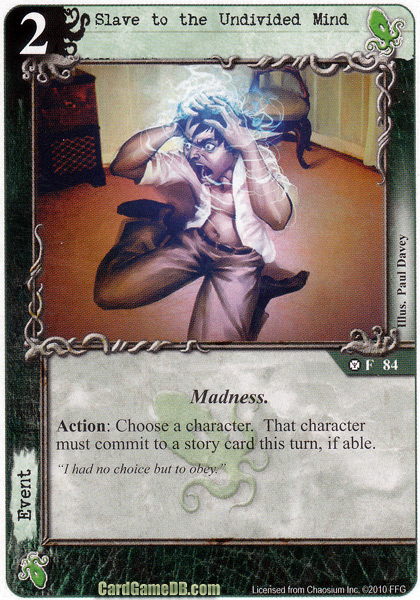 2
Slave to the Undivided Mind
Illus. Paul Davey
F 84
Madness.
Action: Choose a character. That character
must commit to a story card this turn, if able.
"I had no choice but to obey."
Event
CardGameDB.com
Licensed from Chaosium Inc. ©2010 FFG